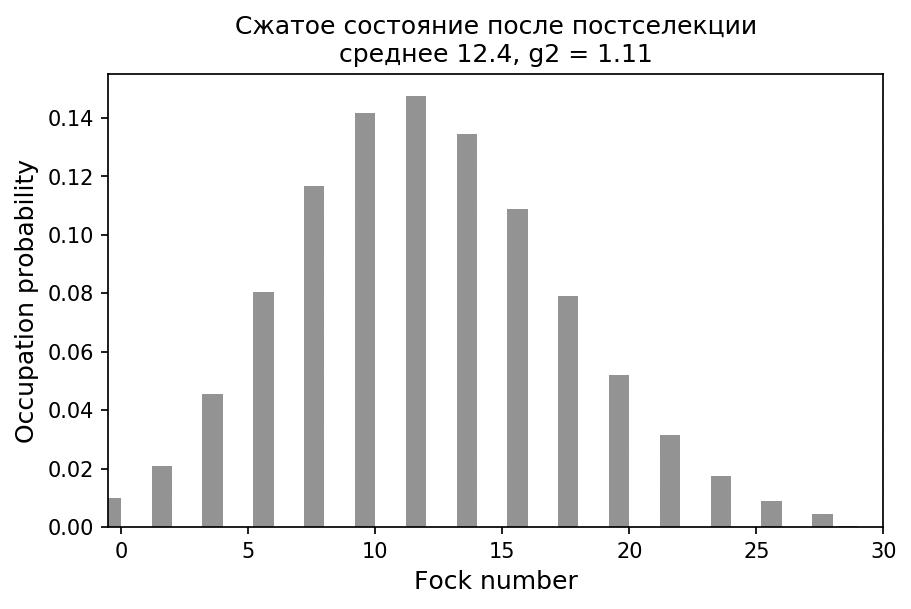 Сжатое состояние после постселекции
среднее 12.4, g2 = 1.11
0.14
0.12
0.10
0.08
0.06
0.04
0.02
0.00
Occupation probability
0 5 10 15 20 25 30
Fock number